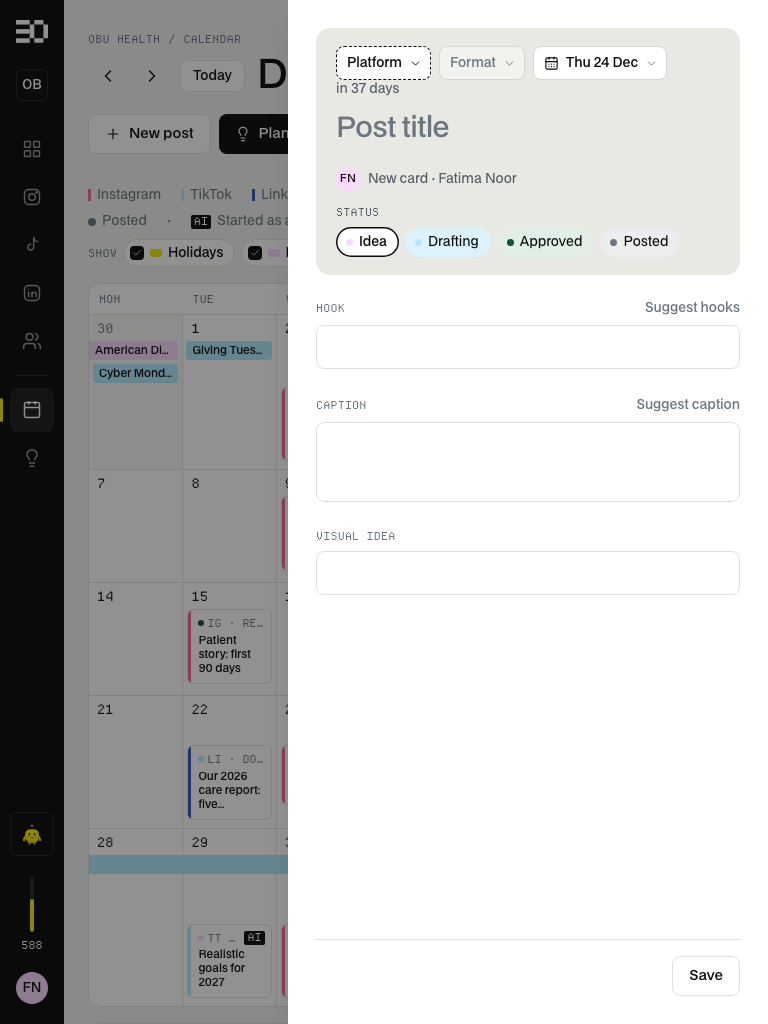 OBU HEALTH / CALENDAR
OB
Today
D
New post
Plan
Instagram
TikTok
Link
Posted
AI Started as a
SHOW
Holidays
MON
TUE
30
1
American Di…
Giving Tues…
Cyber Mond…
7
8
14
15
IG · RE…
Patient
story: first
90 days
21
22
LI · DO…
Our 2026
care report:
five…
28
29
TT … AI
Realistic
goals for
2027
588
FN
Platform
Format
Thu 24 Dec
in 37 days
Post title
FN New card · Fatima Noor
STATUS
Idea
Drafting
Approved
Posted
HOOK
Suggest hooks
CAPTION
Suggest caption
VISUAL IDEA
Save